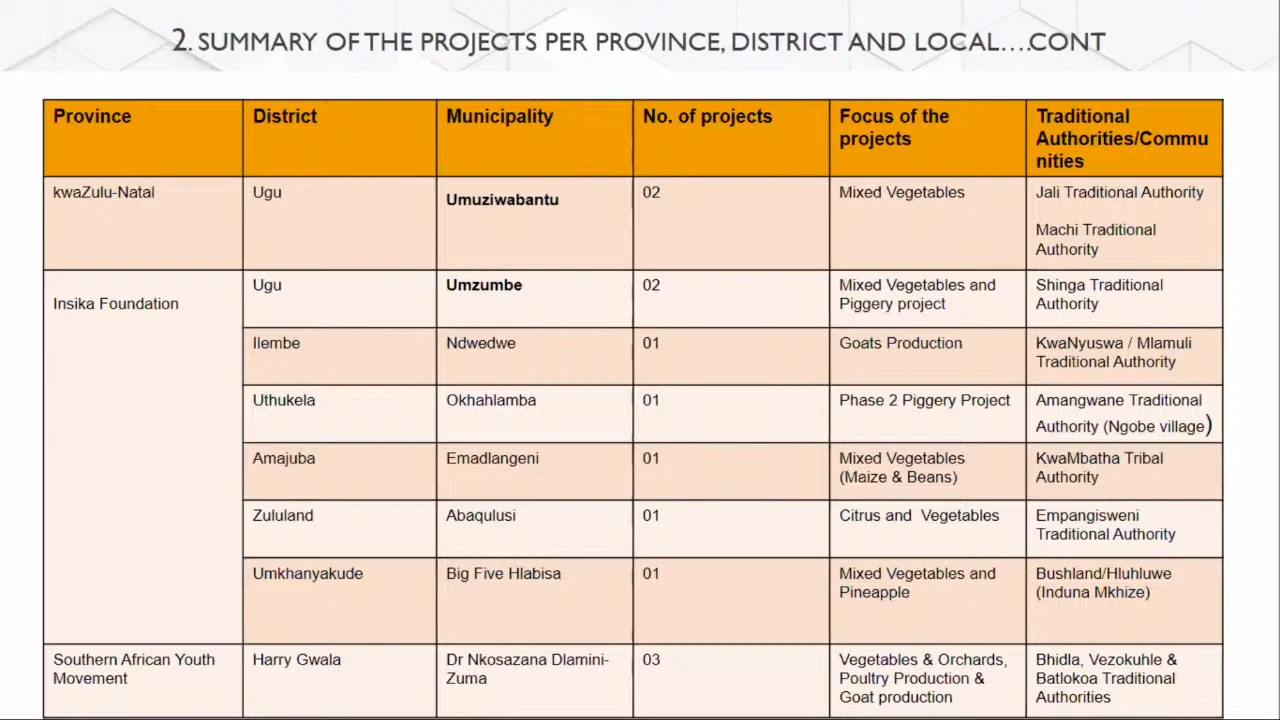 2. SUMMARY OF THE PROJECTS PER PROVINCE, DISTRICT AND LOCAL….CONT
Province
District
Municipality
No. of projects
Focus of the
projects
Traditional
Authorities/Commu
nities
kwaZulu-Natal
Ugu
Umuziwabantu
02
Mixed Vegetables
Jali Traditional Authority
Machi Traditional
Authority
Insika Foundation
Ugu
Umzumbe
02
Mixed Vegetables and
Piggery project
Shinga Traditional
Authority
Ilembe
Ndwedwe
01
Goats Production
KwaNyuswa / Mlamuli
Traditional Authority
Uthukela
Okhahlamba
01
Phase 2 Piggery Project
Amangwane Traditional
Authority (Ngobe village)
Amajuba
Emadlangeni
01
Mixed Vegetables
(Maize & Beans)
KwaMbatha Tribal
Authority
Zululand
Abaqulusi
01
Citrus and  Vegetables
Empangisweni
Traditional Authority
Umkhanyakude
Big Five Hlabisa
01
Mixed Vegetables and
Pineapple
Bushland/Hluhluwe
(Induna Mkhize)
Southern African Youth
Movement
Harry Gwala
Dr Nkosazana Dlamini-
Zuma
03
Vegetables & Orchards,
Poultry Production &
Goat production
Bhidla, Vezokuhle &
Batlokoa Traditional
Authorities